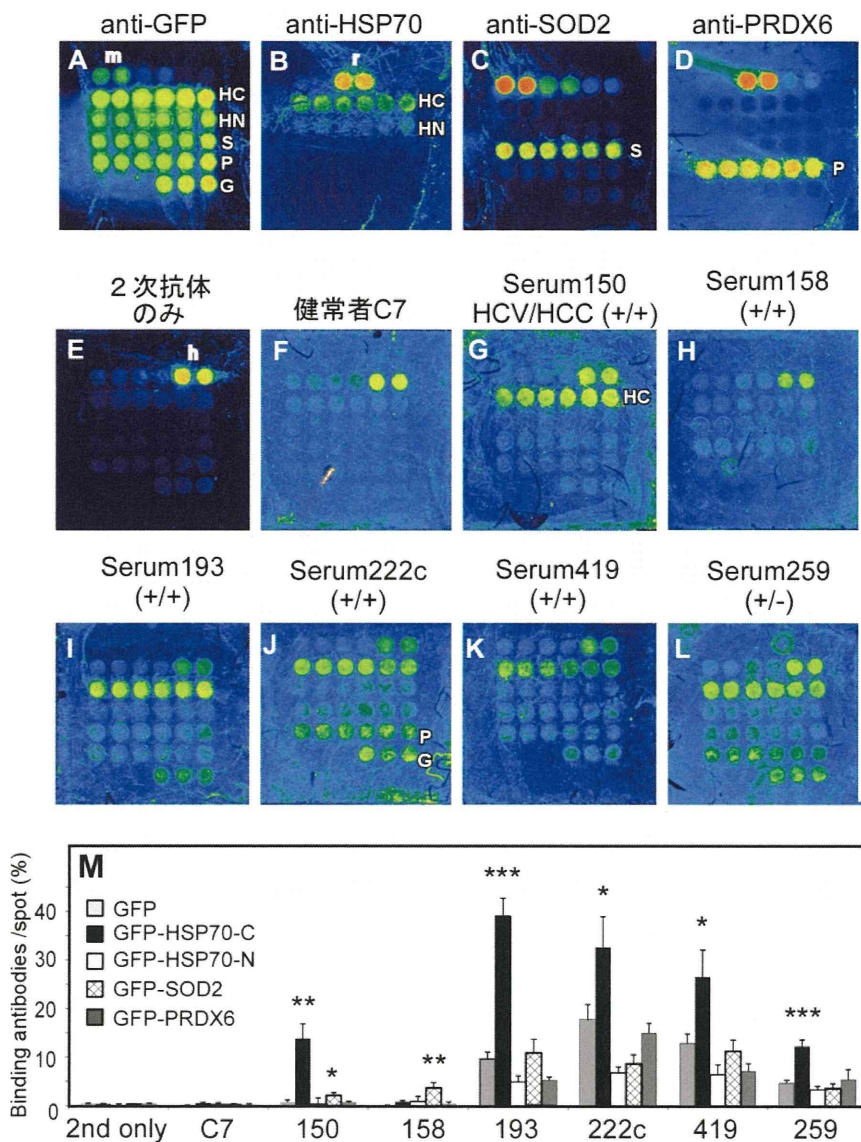 anti-GFP anti-HSP70 anti-SOD2 anti-PRDX6
A m HC HN S P G
B r HC HN
C S
D P
2次抗体
のみ
健常者C7
Serum150
HCV/HCC (+/+)
Serum158
(+/+)
E h
F
G HC
H
Serum193
(+/+)
Serum222c
(+/+)
Serum419
(+/+)
Serum259
(+/-)
I
J P G
K
L
M
Binding antibodies /spot (%)
40
30
20
10
0
GFP
GFP-HSP70-C
GFP-HSP70-N
GFP-SOD2
GFP-PRDX6
** * ** *** * * ***
2nd only C7 150 158 193 222c 419 259